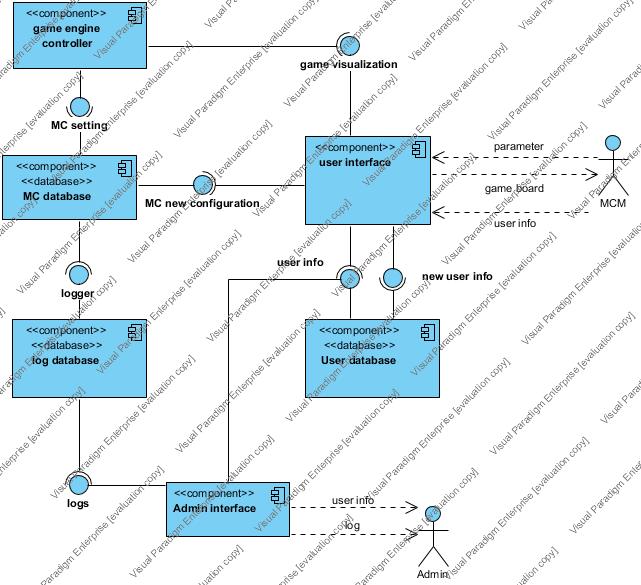 <<component>>
game engine
controller
game visualization
MC setting
<<component>>
user interface
parameter
game board
user info
MCM
<<component>>
<<database>>
MC database
MC new configuration
user info
new user info
logger
<<component>>
<<database>>
log database
<<component>>
<<database>>
User database
logs
<<component>>
Admin interface
user info
log
Admin
Visual Paradigm Enterprise [evaluation copy]